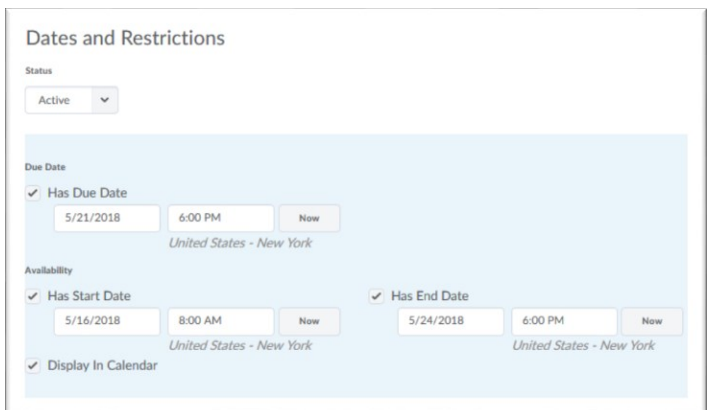 Dates and Restrictions
Status
Active
Due Date
Has Due Date
5/21/2018 6:00 PM Now
United States - New York
Availability
Has Start Date Has End Date
5/16/2018 8:00 AM Now 5/24/2018 6:00 PM Now
United States - New York United States - New York
Display In Calendar